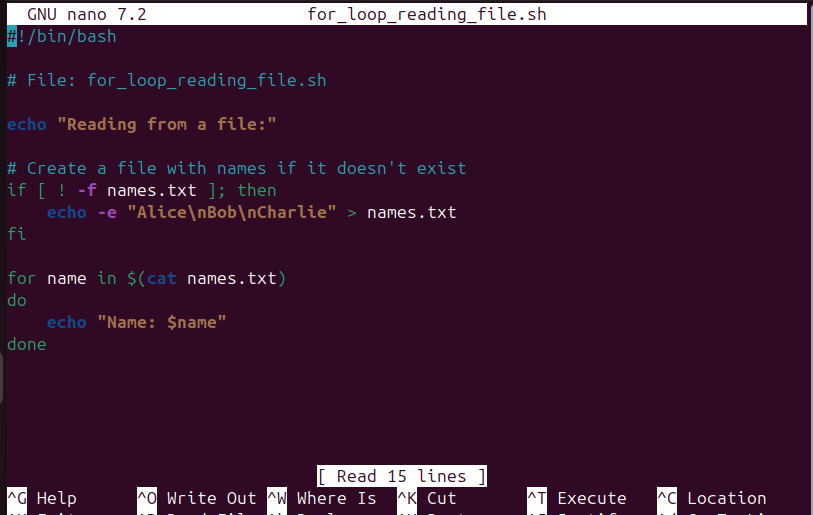 GNU nano 7.2 for_loop_reading_file.sh
#!/bin/bash
# File: for_loop_reading_file.sh
echo "Reading from a file:"
# Create a file with names if it doesn't exist
if [ ! -f names.txt ]; then
    echo -e "Alice\nBob\nCharlie" > names.txt
fi
for name in $(cat names.txt)
do
    echo "Name: $name"
done
[ Read 15 lines ]
^G Help ^O Write Out ^W Where Is ^K Cut ^T Execute ^C Location